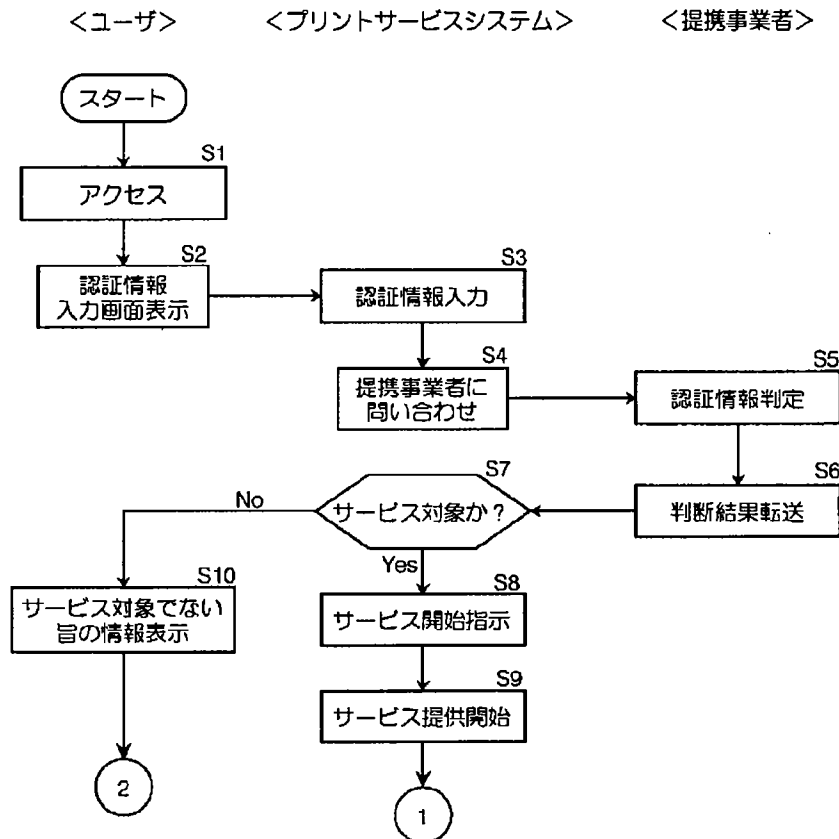 <ユーザ> <プリントサービスシステム> <提携事業者>
スタート
S1
アクセス
S2
認証情報
入力画面表示
S3
認証情報入力
S4
提携事業者に
問い合わせ
S5
認証情報判定
S6
判断結果転送
S7
サービス対象か?
No
Yes
S8
サービス開始指示
S10
サービス対象でない
旨の情報表示
S9
サービス提供開始
2
1